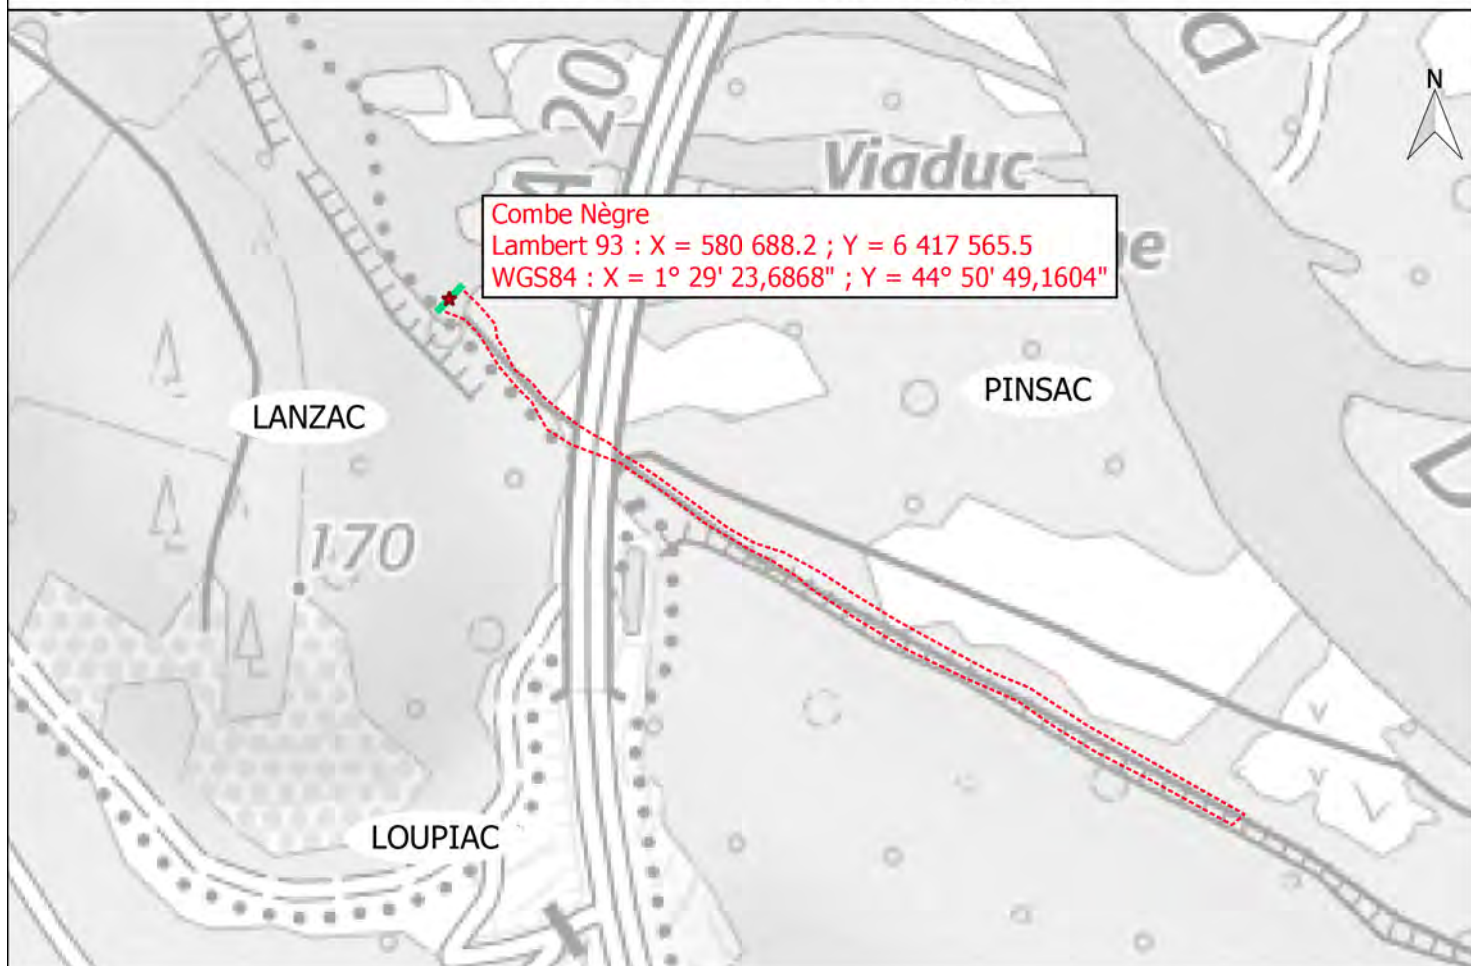 N
A 20
Viaduc
Combe Nègre
Lambert 93 : X = 580 688.2 ; Y = 6 417 565.5
WGS84 : X = 1° 29' 23,6868" ; Y = 44° 50' 49,1604"
PINSAC
LANZAC
170
LOUPIAC